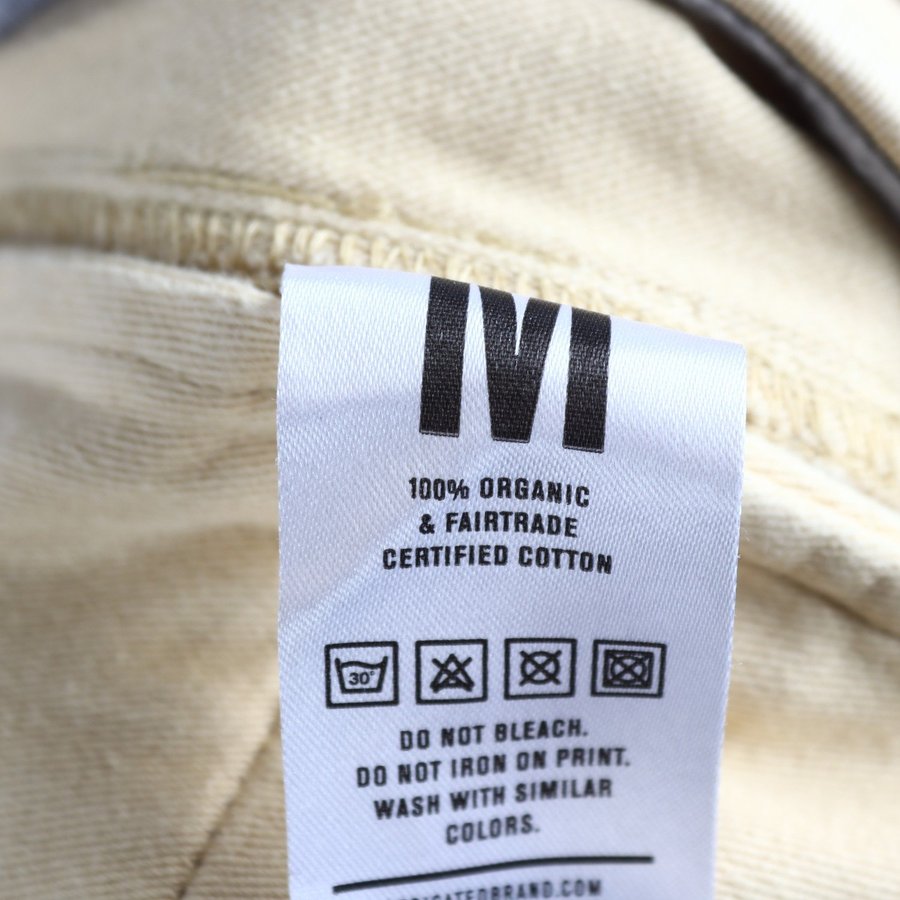 M
100% ORGANIC
& FAIRTRADE
CERTIFIED COTTON
30°
DO NOT BLEACH.
DO NOT IRON ON PRINT.
WASH WITH SIMILAR
COLORS.